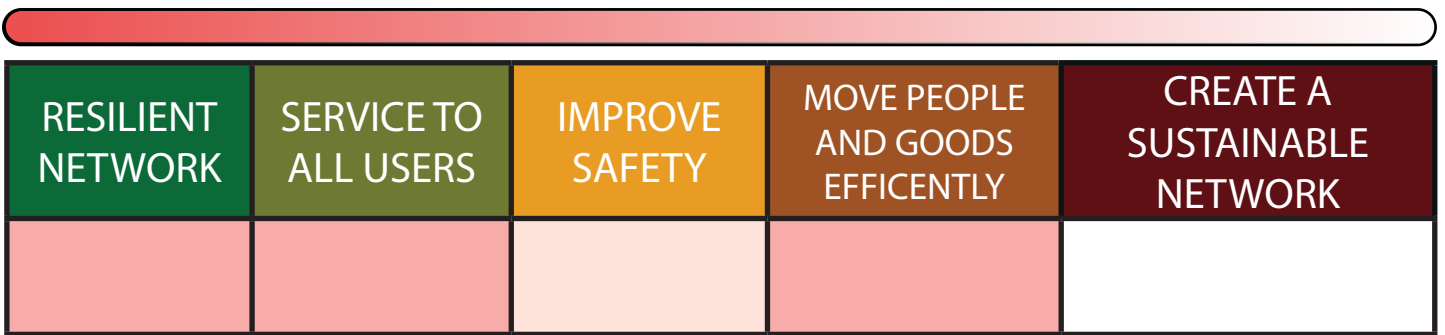 RESILIENT
NETWORK
SERVICE TO
ALL USERS
IMPROVE
SAFETY
MOVE PEOPLE
AND GOODS
EFFICENTLY
CREATE A
SUSTAINABLE
NETWORK